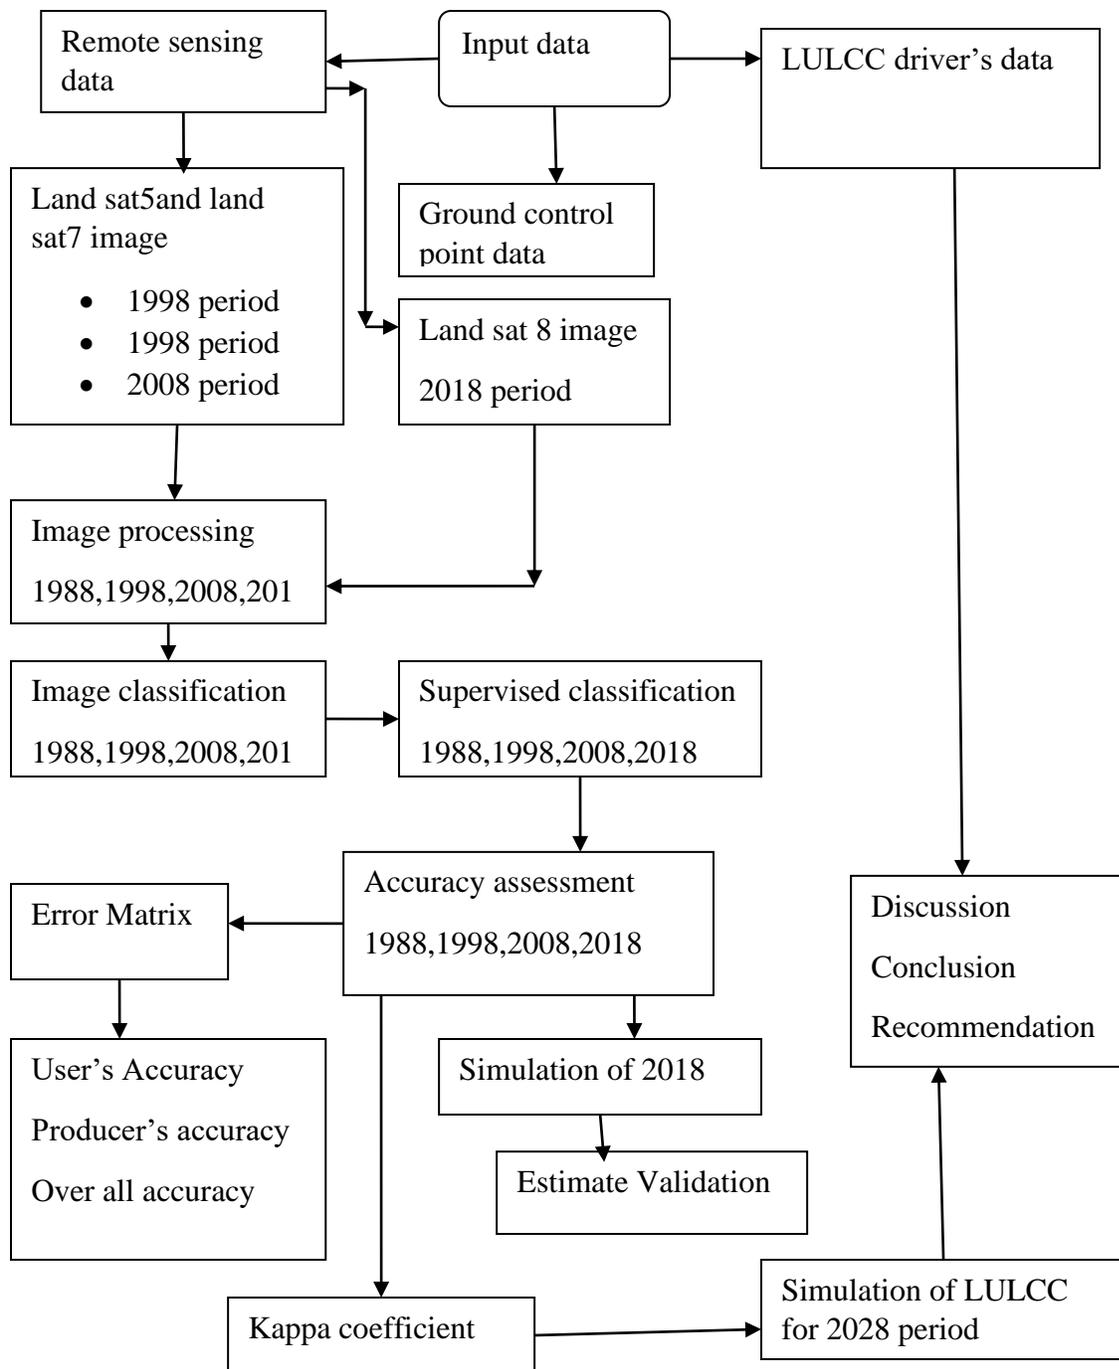 Remote sensing
data
Input data
LULCC driver’s data
Land sat5and land
sat7 image
• 1998 period
• 1998 period
• 2008 period
Ground control
point data
Land sat 8 image
2018 period
Image processing
1988,1998,2008,201
Image classification
1988,1998,2008,201
Supervised classification
1988,1998,2008,2018
Accuracy assessment
1988,1998,2008,2018
Error Matrix
Discussion
Conclusion
Recommendation
User’s Accuracy
Producer’s accuracy
Over all accuracy
Simulation of 2018
Estimate Validation
Kappa coefficient
Simulation of LULCC
for 2028 period